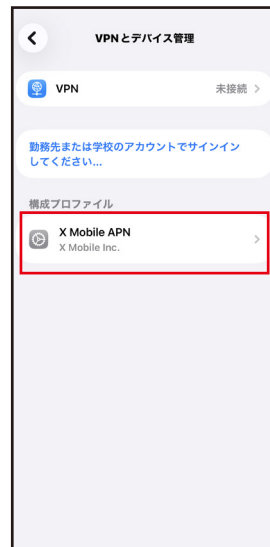 VPNとデバイス管理
VPN 未接続
勤務先または学校のアカウントでサインイン
してください...
構成プロファイル
X Mobile APN
X Mobile Inc.